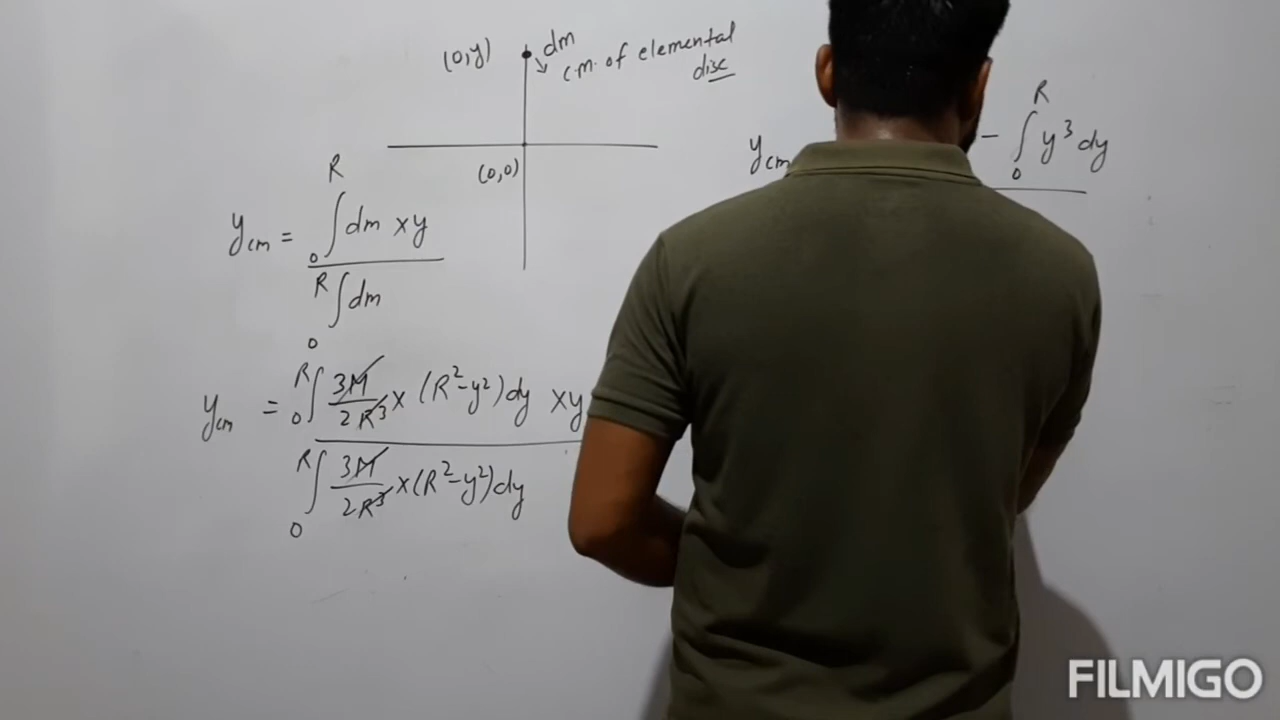 (0,y) dm
c.m. of elemental
disc
(0,0)
y_cm = ₀∫ᴿ dm × y
₀∫ᴿ dm
y_cm = ₀∫ᴿ 3M/2R³ × (R²-y²)dy × y
₀∫ᴿ 3M/2R³ × (R²-y²)dy
y_cm - ₀∫ᴿ y³ dy
FILMIGO